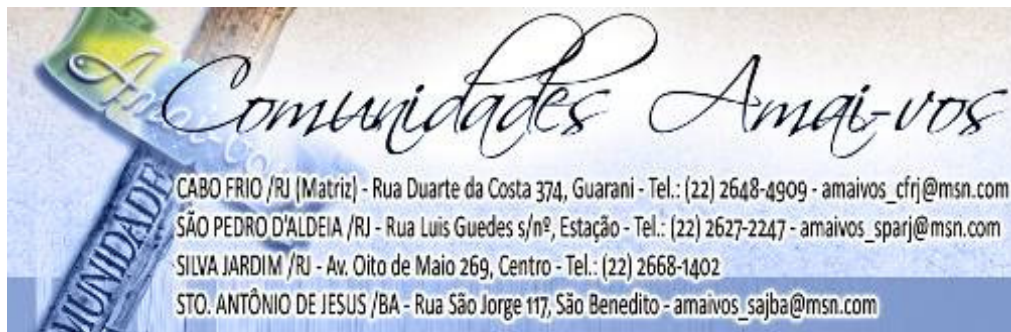 Comunidades Amai-vos
CABO FRIO /RJ (Matriz) - Rua Duarte da Costa 374, Guarani - Tel.: (22) 2648-4909 - amaivos_cfrj@msn.com
SÃO PEDRO D'ALDEIA /RJ - Rua Luis Guedes s/nº, Estação - Tel.: (22) 2627-2247 - amaivos_sparj@msn.com
SILVA JARDIM /RJ - Av. Oito de Maio 269, Centro - Tel.: (22) 2668-1402
STO. ANTÔNIO DE JESUS /BA - Rua São Jorge 117, São Benedito - amaivos_sajba@msn.com
MUNIDADE